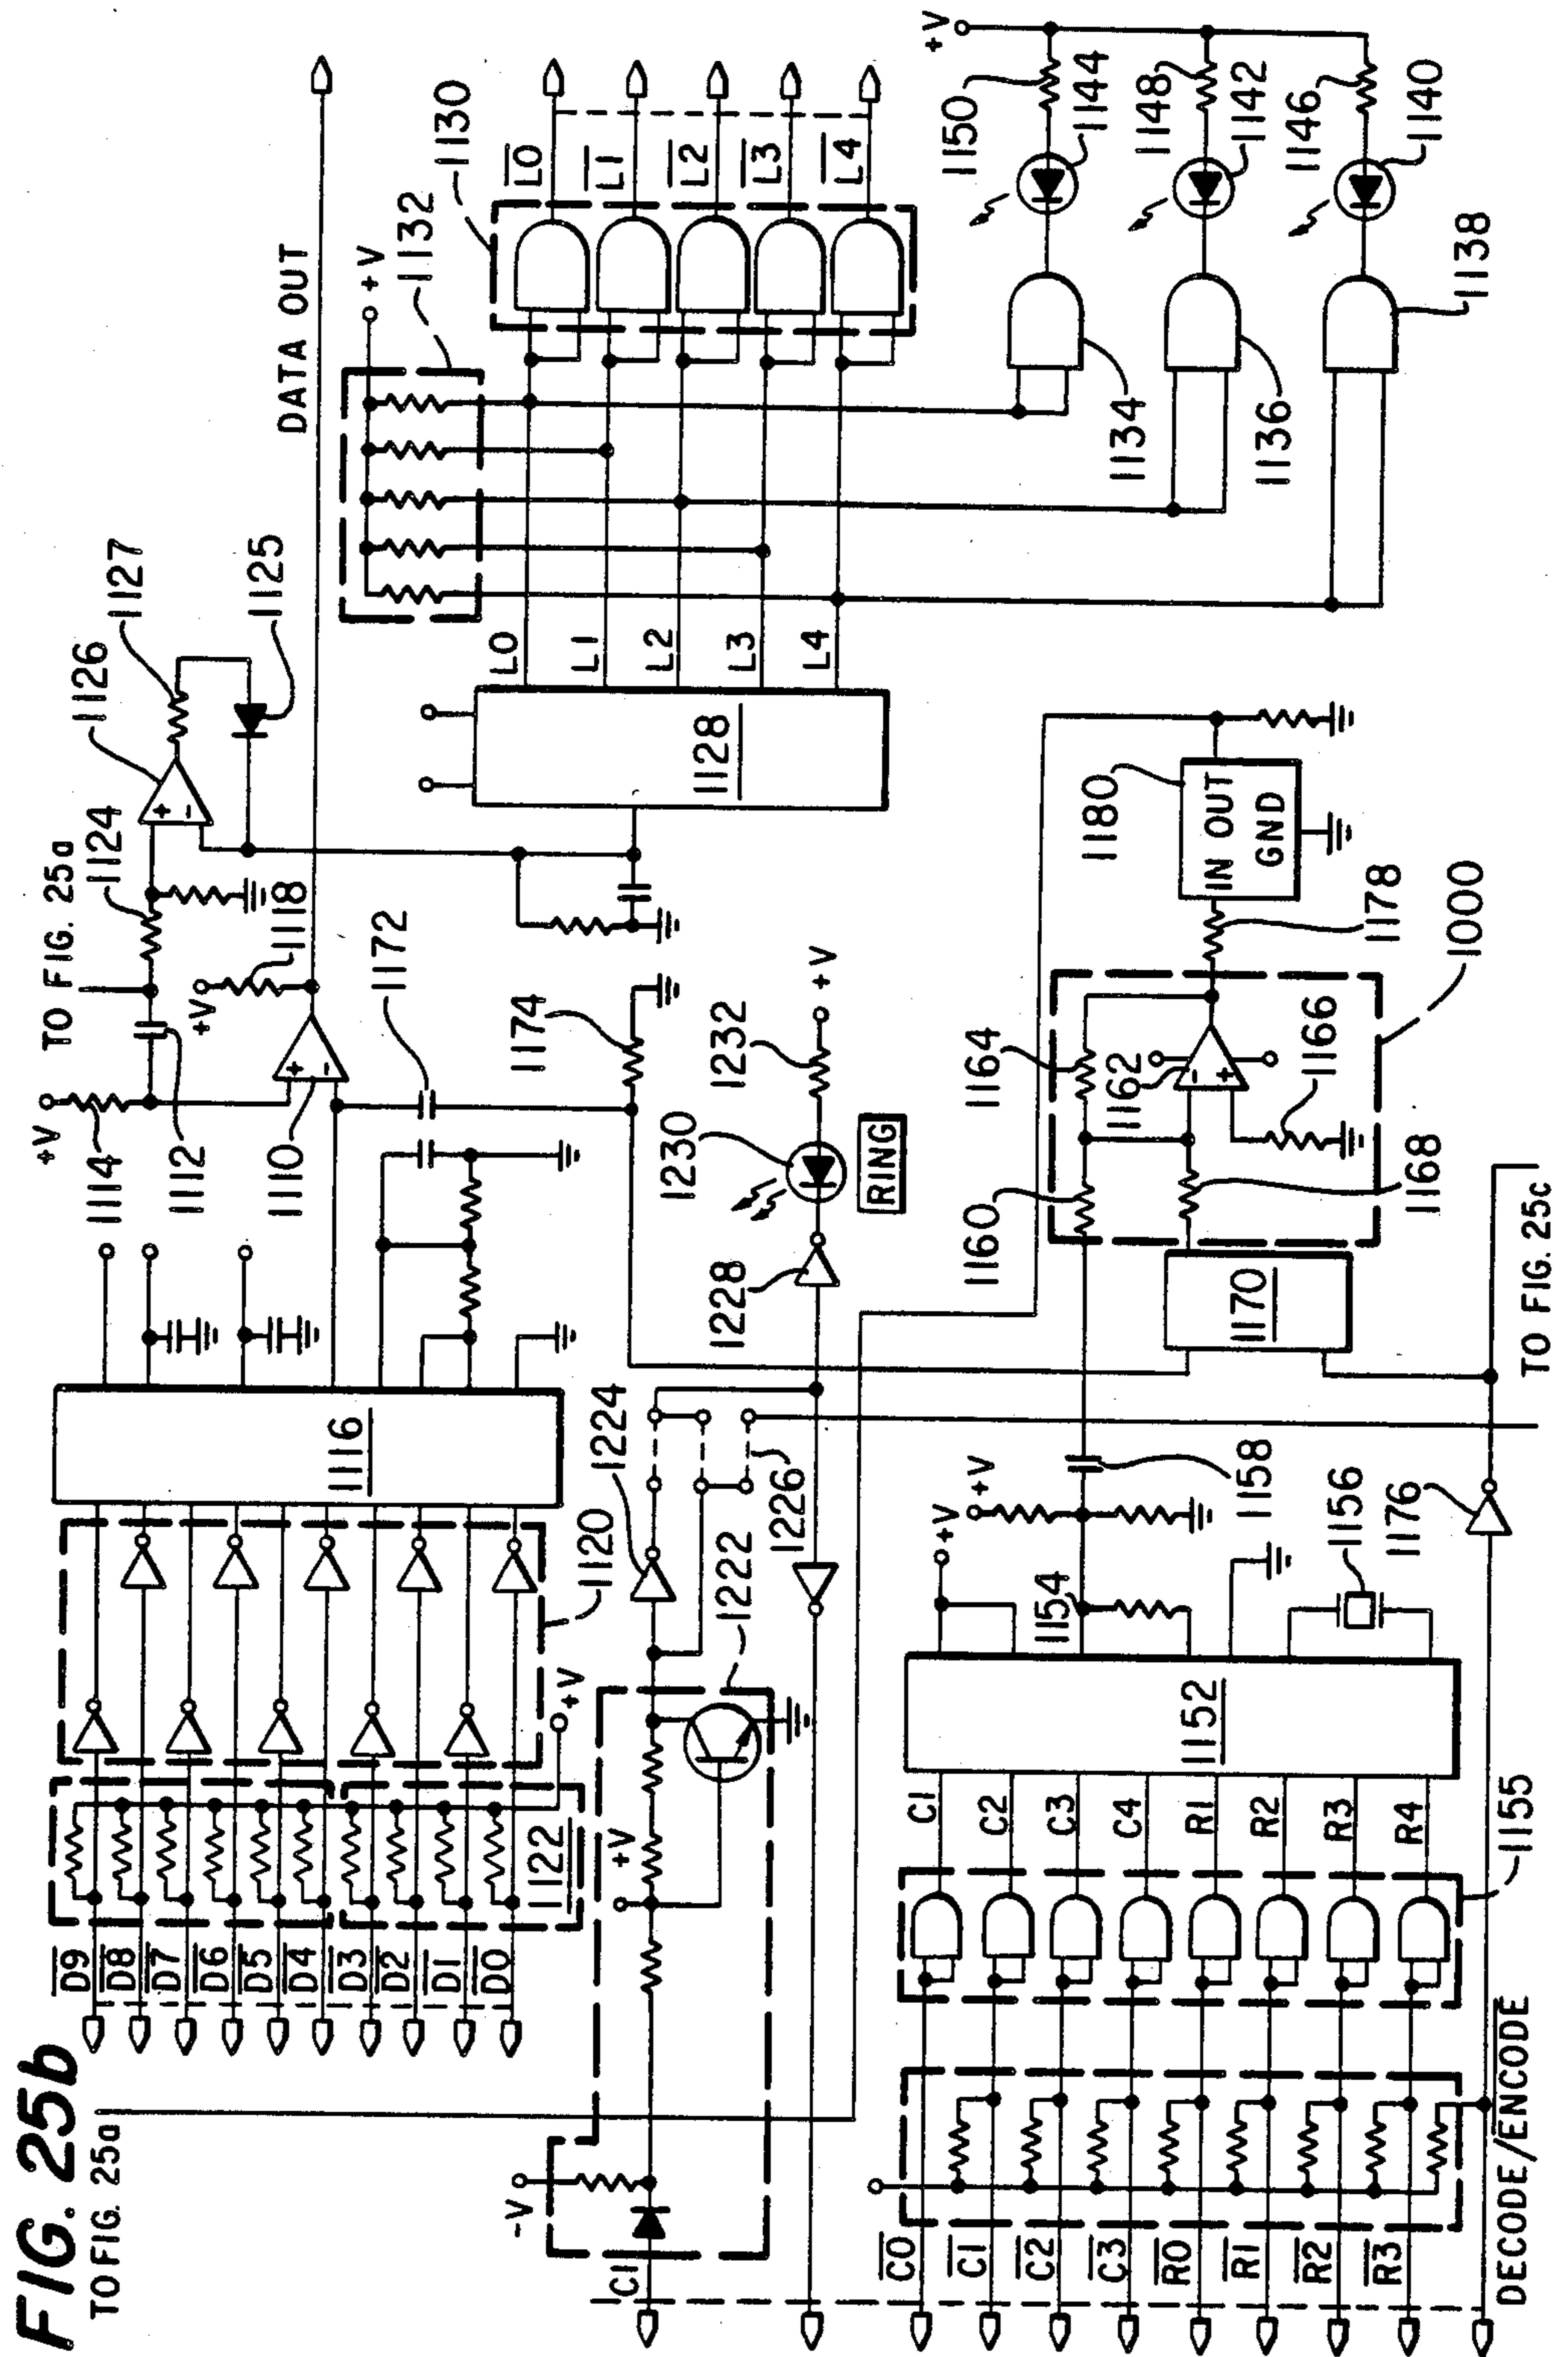 FIG. 25b
TO FIG. 25a
D9
D8
D7
D6
D5
D4
D3
D2
D1
D0
1122
+V
1120
1116
+V
1114
1112
1110
TO FIG. 25a
1124
+V
1118
1126
1127
1125
DATA OUT
1172
1174
1128
L0
L1
L2
L3
L4
+V
1132
1130
L0
L1
L2
L3
L4
+V
1150
1144
1148
1142
1146
1140
1134
1136
1138
CI
-V
+V
1222
1224
1226
1228
1230
1232
+V
RING
C0
C1
C2
C3
R0
R1
R2
R3
DECODE/ENCODE
1155
C1
C2
C3
C4
R1
R2
R3
R4
1152
1154
+V
+V
1158
1156
1176
1160
1164
1162
1166
1168
1170
1000
1178
1180
IN OUT
GND
TO FIG. 25c
+
-
+
-
-
+